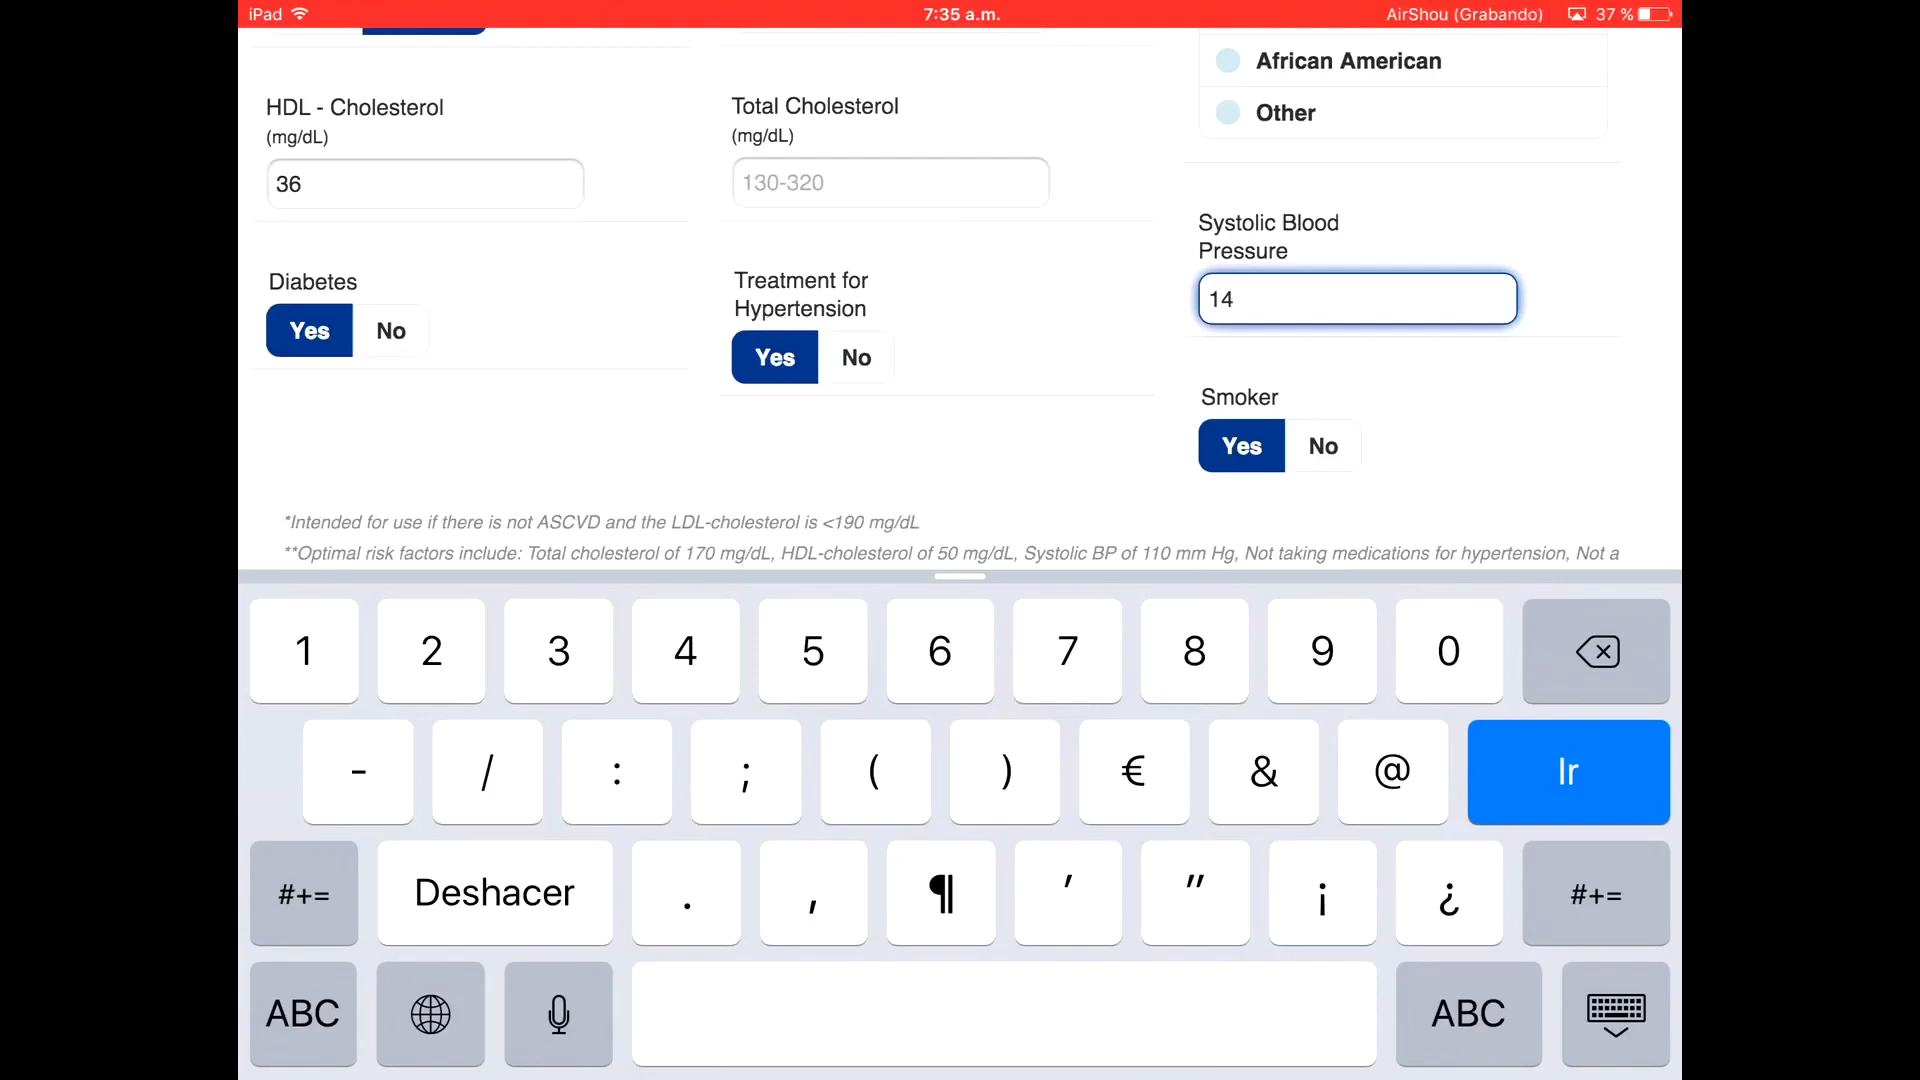 iPad 7:35 a.m. AirShou (Grabando) 37 %
African American
Other
HDL - Cholesterol
(mg/dL)
36
Total Cholesterol
(mg/dL)
130-320
Systolic Blood
Pressure
14
Diabetes
Yes No
Treatment for
Hypertension
Yes No
Smoker
Yes No
*Intended for use if there is not ASCVD and the LDL-cholesterol is <190 mg/dL
**Optimal risk factors include: Total cholesterol of 170 mg/dL, HDL-cholesterol of 50 mg/dL, Systolic BP of 110 mm Hg, Not taking medications for hypertension, Not a
1 2 3 4 5 6 7 8 9 0
- / : ; ( ) € & @ Ir
#+= Deshacer . , ¶ ' " ¡ ¿ #+=
ABC ABC